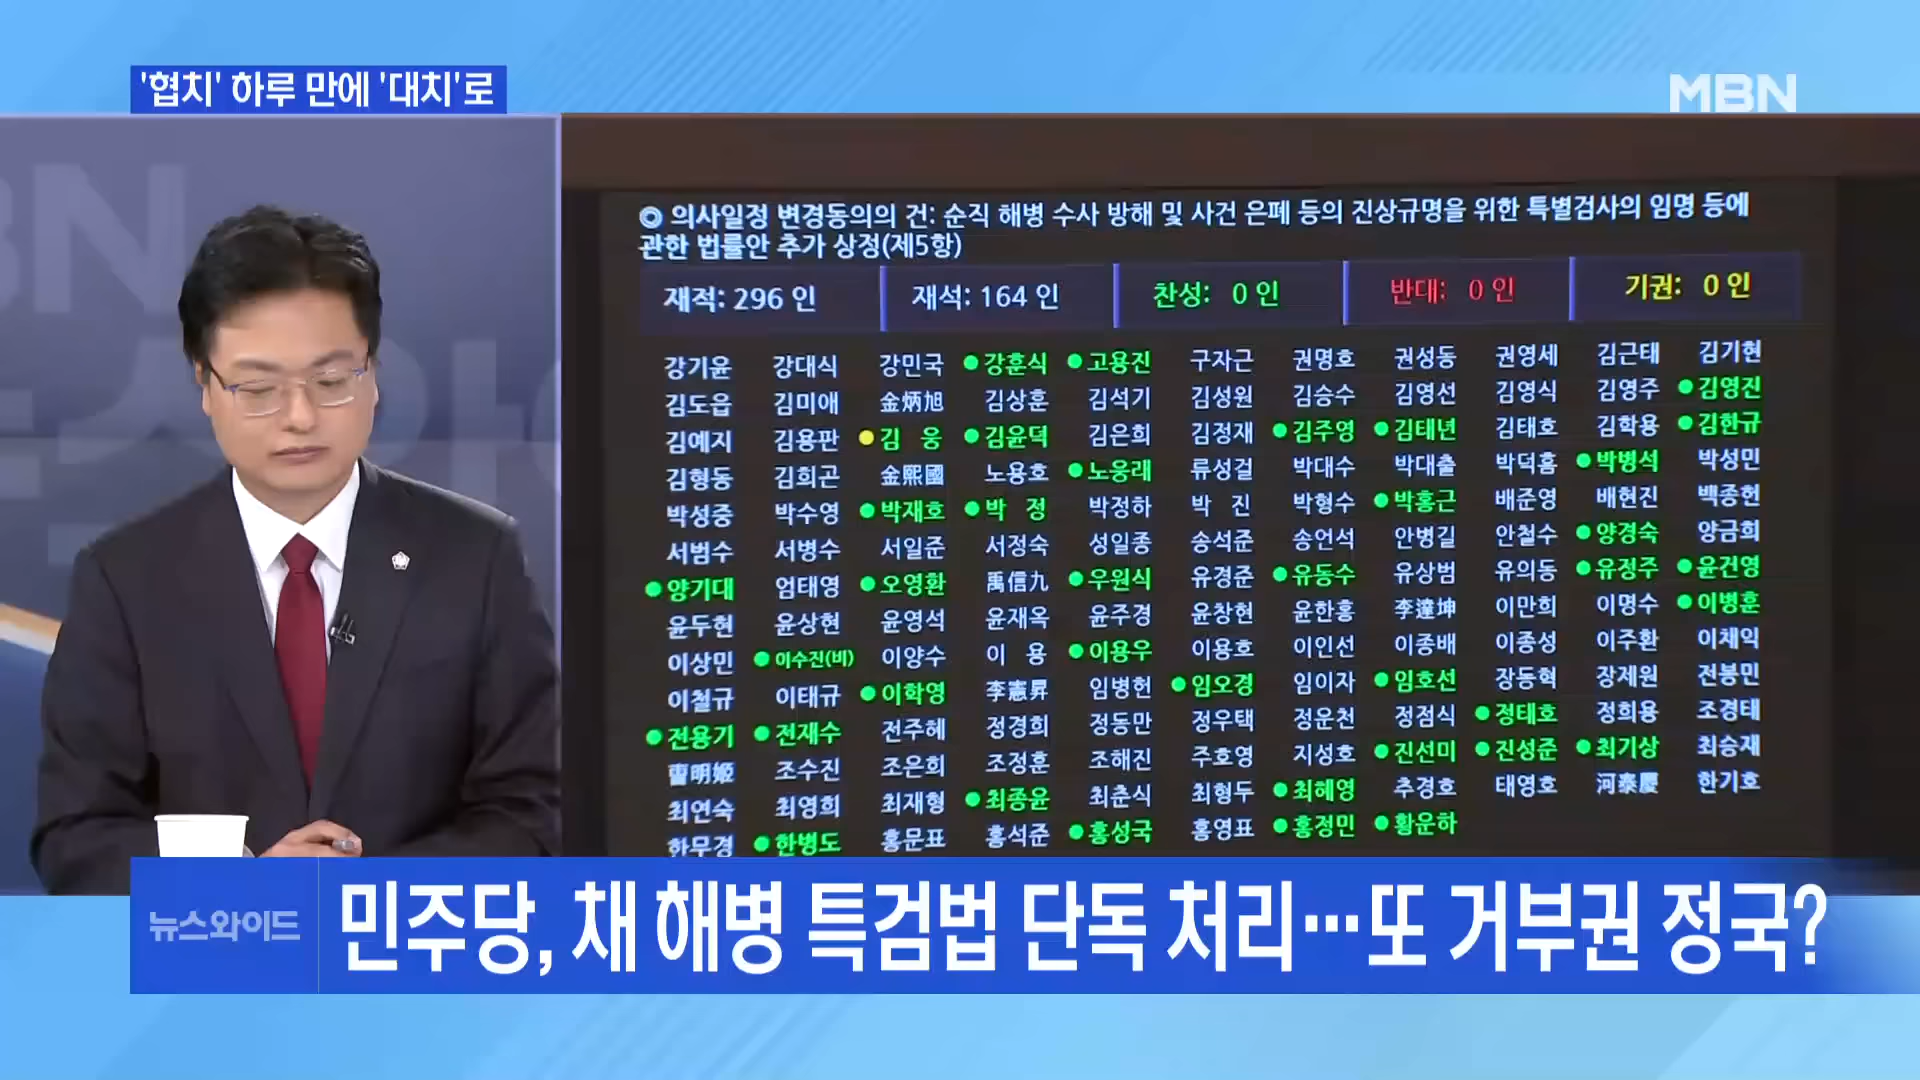 '협치' 하루 만에 '대치'로
MBN
◎ 의사일정 변경동의의 건: 순직 해병 수사 방해 및 사건 은폐 등의 진상규명을 위한 특별검사의 임명 등에
관한 법률안 추가 상정(제5항)
재적: 296 인 재석: 164 인 찬성: 0 인 반대: 0 인 기권: 0 인
강기윤 강대식 강민국 강훈식 고용진 구자근 권명호 권성동 권영세 김근태 김기현
김도읍 김미애 金炳旭 김상훈 김석기 김성원 김승수 김영선 김영식 김영주 김영진
김예지 김용판 김 웅 김윤덕 김은희 김정재 김주영 김태년 김태호 김학용 김한규
김형동 김희곤 金熙國 노용호 노웅래 류성걸 박대수 박대출 박덕흠 박병석 박성민
박성중 박수영 박재호 박 정 박정하 박 진 박형수 박홍근 배준영 배현진 백종헌
서범수 서병수 서일준 서정숙 성일종 송석준 송언석 안병길 안철수 양경숙 양금희
양기대 엄태영 오영환 禹信九 우원식 유경준 유동수 유상범 유의동 유정주 윤건영
윤두현 윤상현 윤영석 윤재옥 윤주경 윤창현 윤한홍 李達坤 이만희 이명수 이병훈
이상민 이수진(비) 이양수 이 용 이용우 이용호 이인선 이종배 이종성 이주환 이채익
이철규 이태규 이학영 李憲昇 임병헌 임오경 임이자 임호선 장동혁 장제원 전봉민
전용기 전재수 전주혜 정경희 정동만 정우택 정운천 정점식 정태호 정희용 조경태
曺明姬 조수진 조은희 조정훈 조해진 주호영 지성호 진선미 진성준 최기상 최승재
최연숙 최영희 최재형 최종윤 최춘식 최형두 최혜영 추경호 태영호 河泰慶 한기호
한무경 한병도 홍문표 홍석준 홍성국 홍영표 홍정민 황운하
뉴스와이드
민주당, 채 해병 특검법 단독 처리…또 거부권 정국?